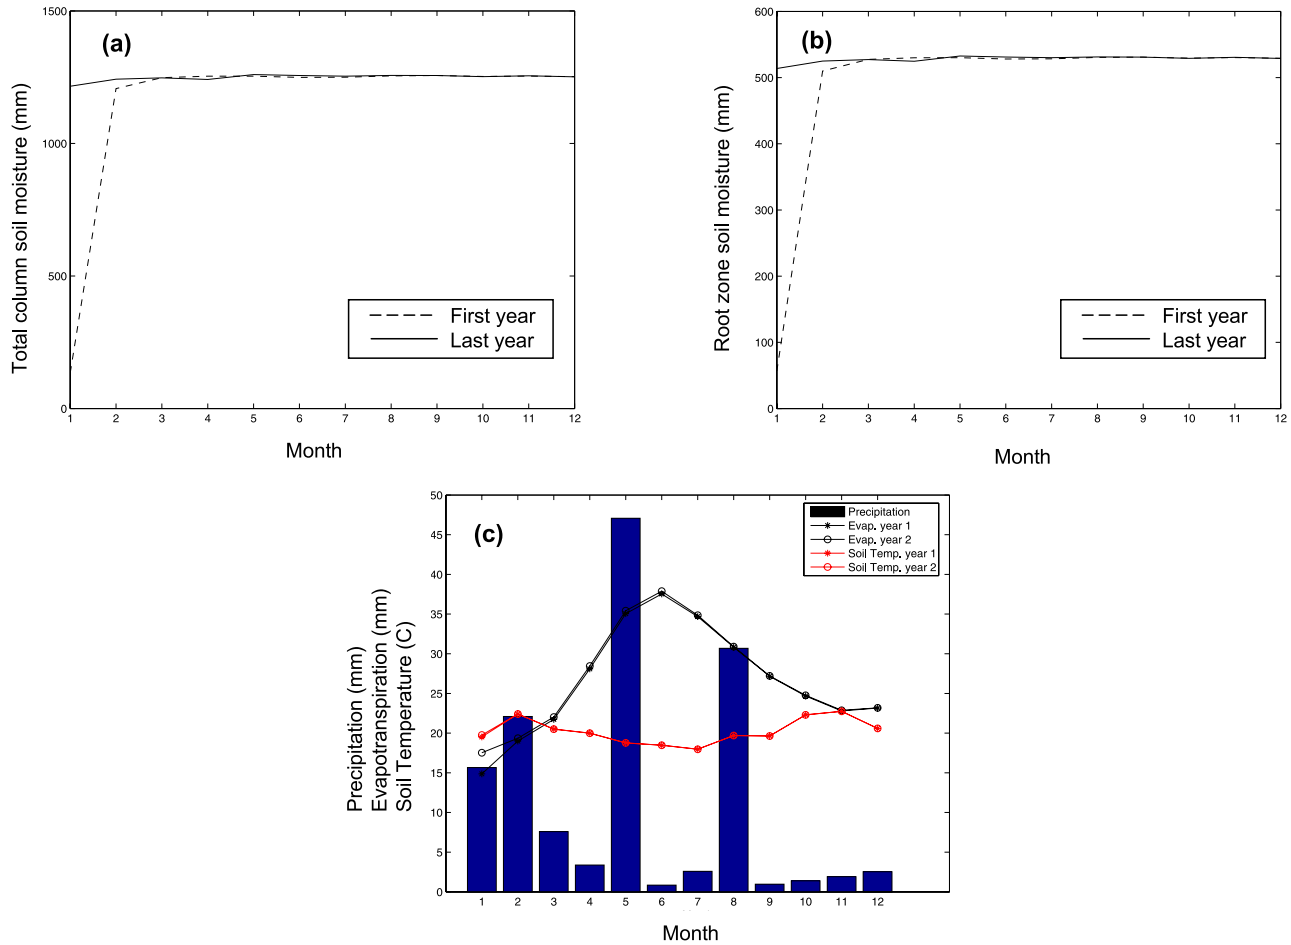 (a)
Total column soil moisture (mm)
1500
1000
500
0
1 2 3 4 5 6 7 8 9 10 11 12
Month
First year
Last year
(b)
Root zone soil moisture (mm)
600
500
400
300
200
100
0
1 2 3 4 5 6 7 8 9 10 11 12
Month
First year
Last year
(c)
Precipitation (mm)
Evapotranspiration (mm)
Soil Temperature (C)
50
45
40
35
30
25
20
15
10
5
0
1 2 3 4 5 6 7 8 9 10 11 12
Month
Precipitation
Evap. year 1
Evap. year 2
Soil Temp. year 1
Soil Temp. year 2